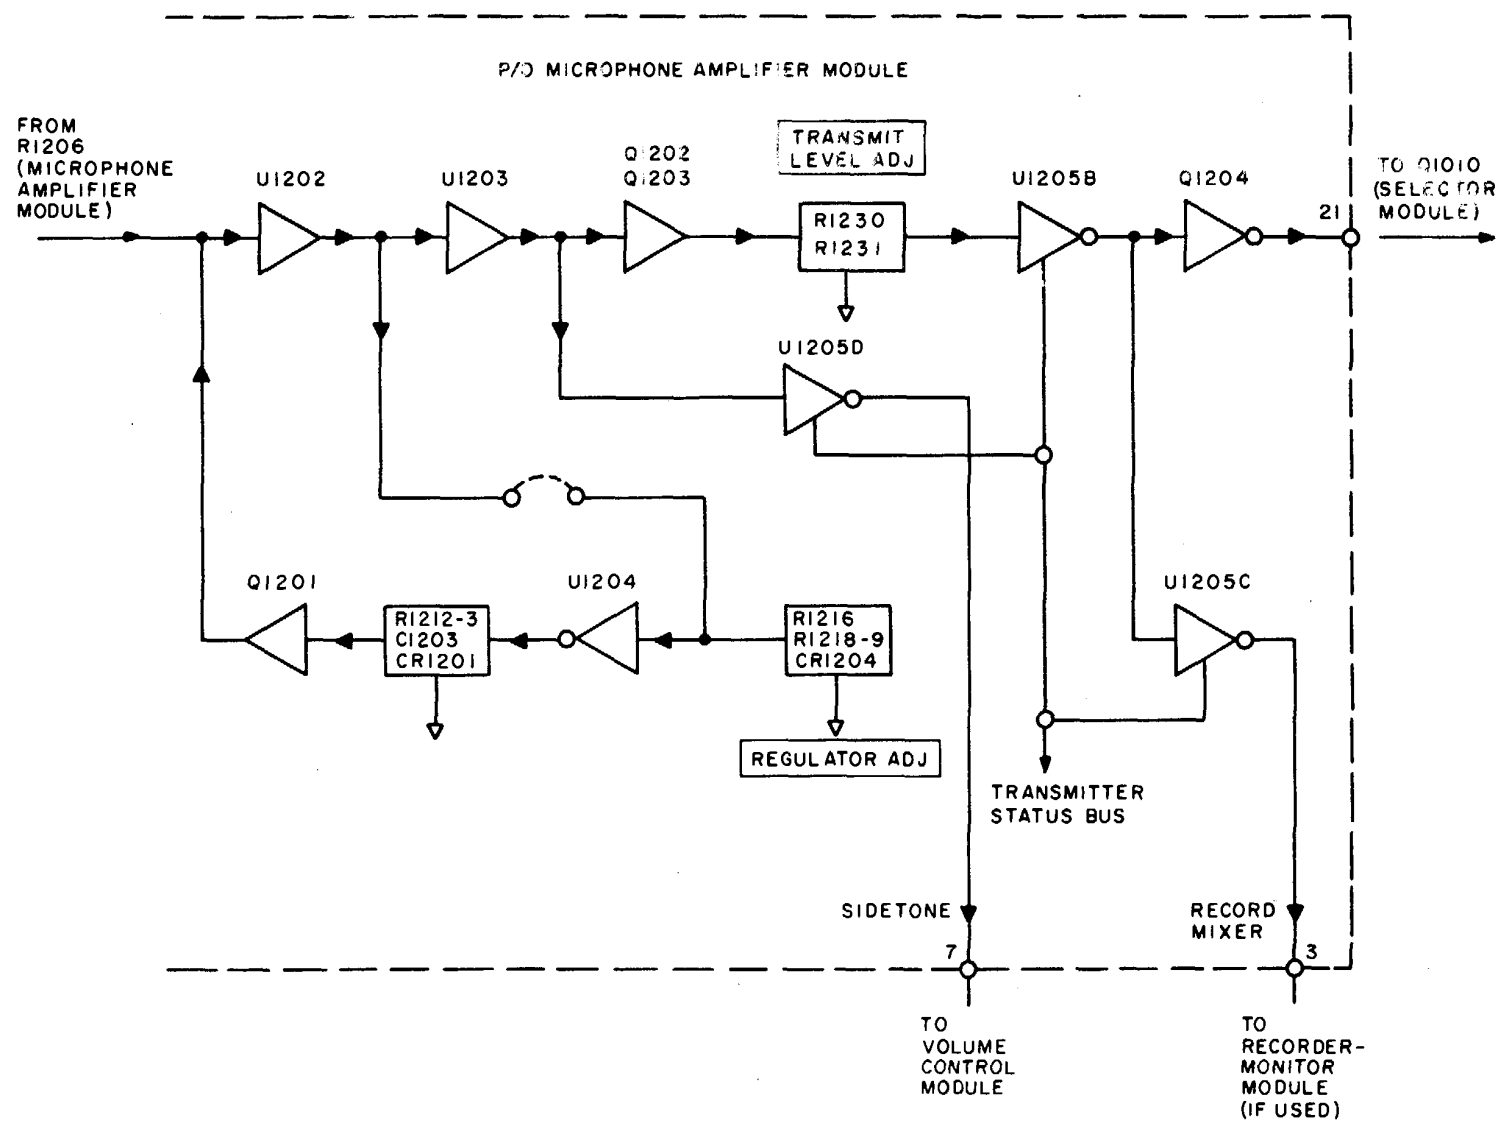 P/O MICROPHONE AMPLIFIER MODULE
FROM
R1206
(MICROPHONE
AMPLIFIER
MODULE)
U1202
U1203
Q1202
Q1203
TRANSMIT
LEVEL ADJ
R1230
R1231
U1205B
Q1204
21
TO Q1010
(SELECTOR
MODULE)
U1205D
Q1201
R1212-3
C1203
CR1201
U1204
R1216
R1218-9
CR1204
REGULATOR ADJ
U1205C
TRANSMITTER
STATUS BUS
SIDETONE
7
RECORD
MIXER
3
TO
VOLUME
CONTROL
MODULE
TO
RECORDER-
MONITOR
MODULE
(IF USED)